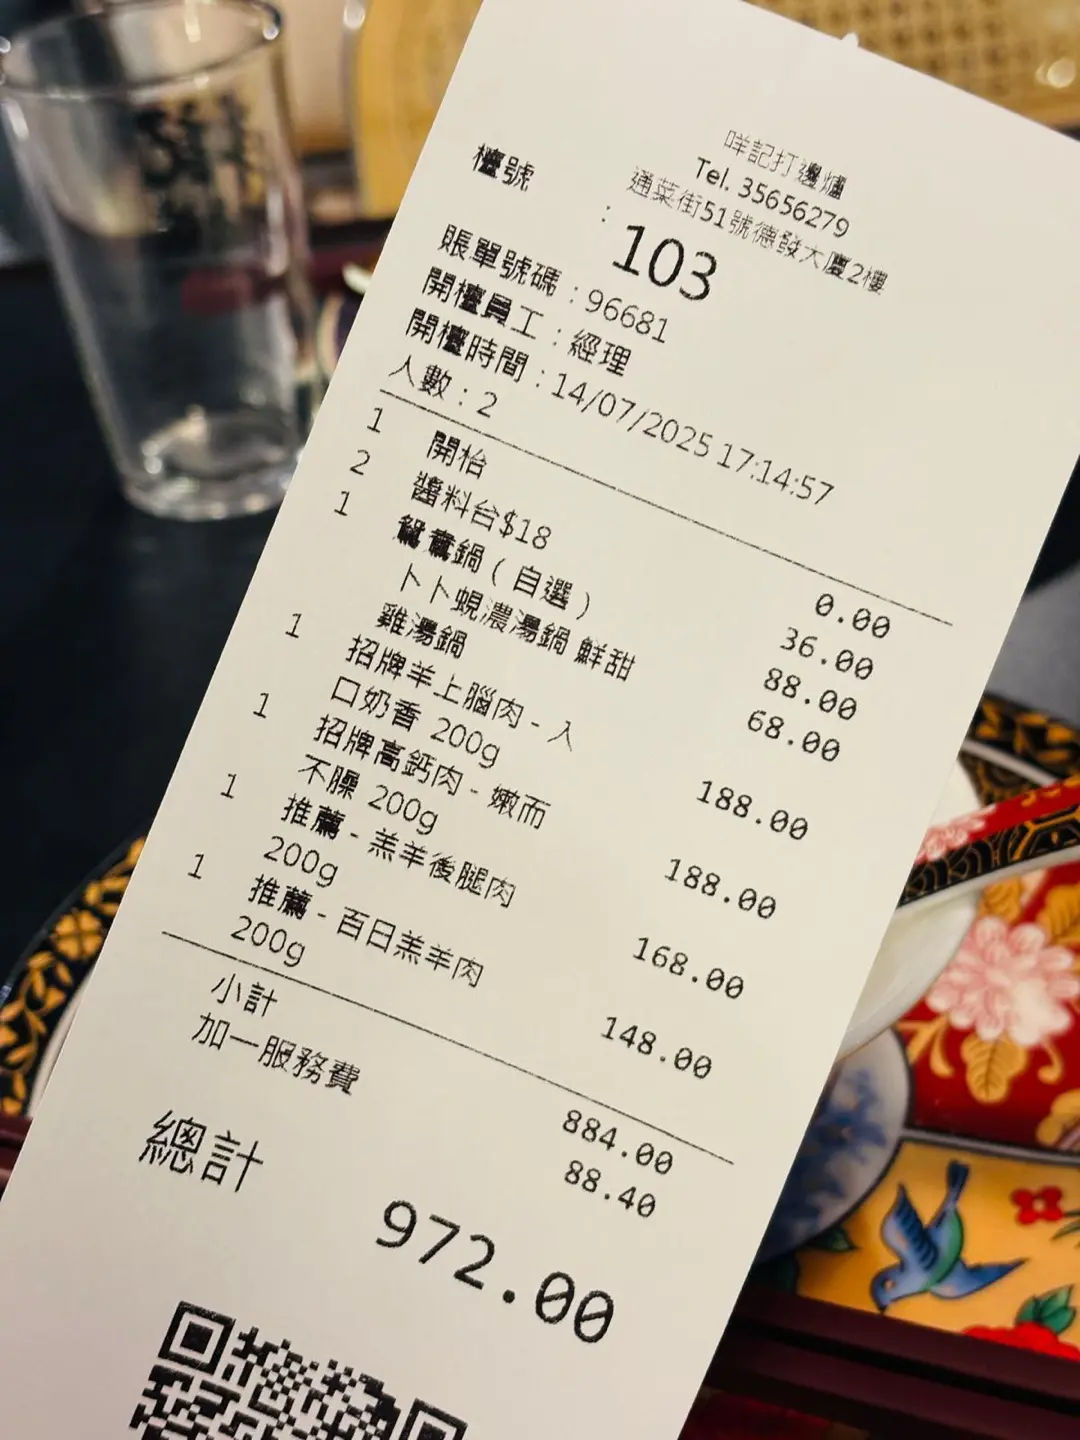 咩記打邊爐
Tel. 35656279
通菜街51號德發大廈2樓
檯號 : 103
賬單號碼 : 96681
開檯員工 : 經理
開檯時間 : 14/07/2025 17:14:57
人數 : 2
1 開枱 0.00
2 醬料台$18 36.00
1 鴛鴦鍋（自選） 88.00
卜卜蜆濃湯鍋 鮮甜 68.00
雞湯鍋
1 招牌羊上腦肉 - 入 188.00
口奶香 200g
1 招牌高鈣肉 - 嫩而 188.00
不臊 200g
1 推薦 - 羔羊後腿肉 168.00
200g
1 推薦 - 百日羔羊肉 148.00
200g
小計 884.00
加一服務費 88.40
總計 972.00